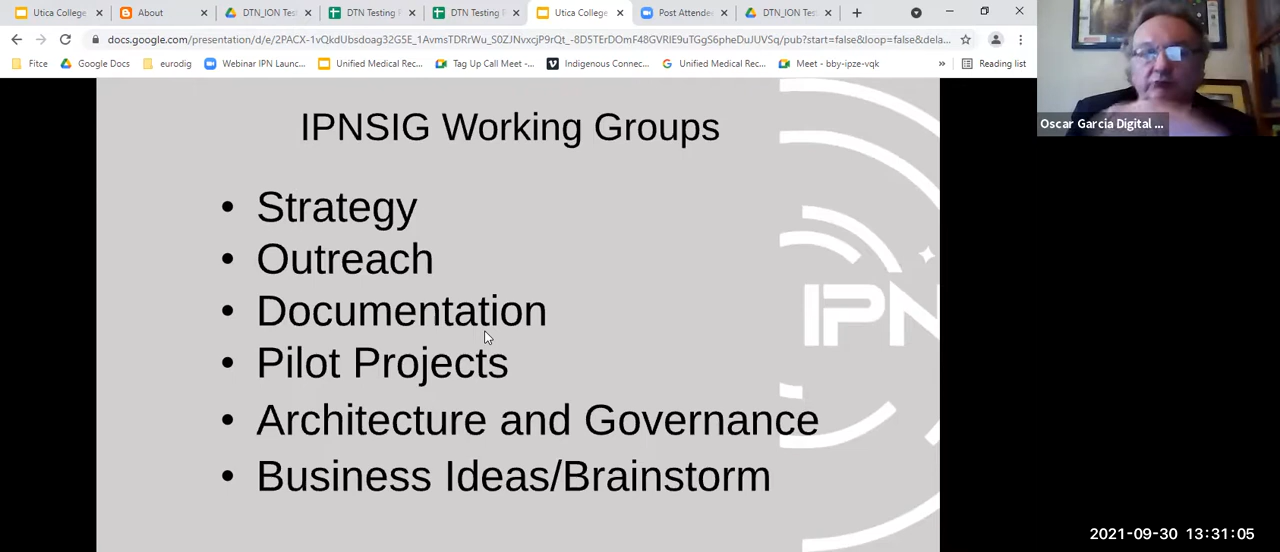 Utica College
About
DTN_ION Tes
DTN Testing
DTN Testing
Utica College
Post Attende
DTN_ION Tes
docs.google.com/presentation/d/e/2PACX-1vQkdUbsdoag32G5E_1AvmsTDRrWu_S0ZJNvxcjP9rQt_-8D5TErDOmF48GVRIE9uTGgS6pheDuJUVSq/pub?start=false&loop=false&dela...
Fitce
Google Docs
eurodig
Webinar IPN Launc...
Unified Medical Rec...
Tag Up Call Meet -...
Indigenous Connec...
Unified Medical Rec...
Meet - bby-ipze-vqk
»
Reading list
Oscar Garcia Digital ...
IPNSIG Working Groups
• Strategy
• Outreach
• Documentation
• Pilot Projects
• Architecture and Governance
• Business Ideas/Brainstorm
IPN
2021-09-30 13:31:05